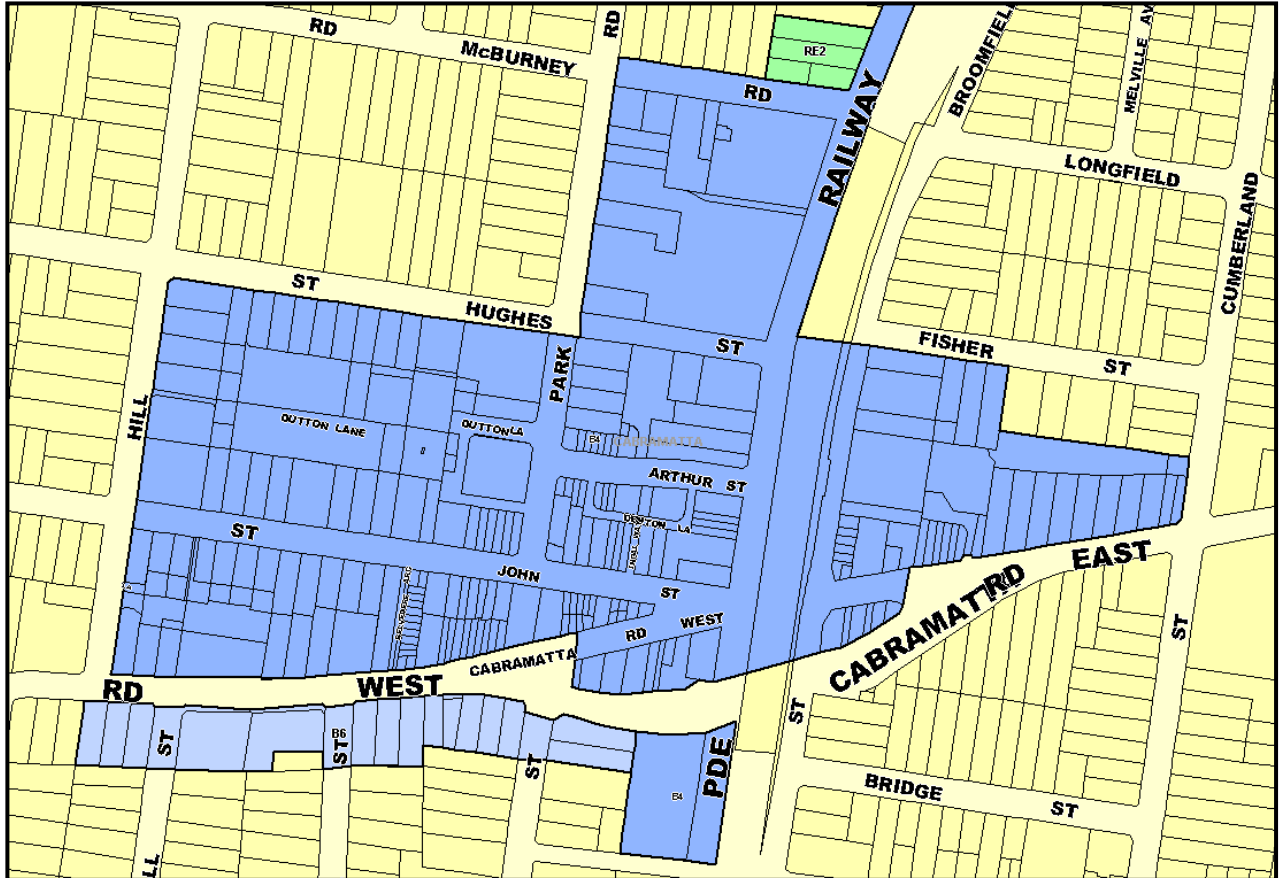 RD
McBURNEY
RD
RE2
RD
RAILWAY
BROOMFIELD
MELVILLE AV
LONGFIELD
CUMBERLAND
ST
HUGHES
ST
FISHER
ST
PARK
HILL
DUTTON LANE
DUTTON LA
B4
CABRAMATTA
ARTHUR ST
DENTON LA
ST
JOHN
ST
RD WEST
CABRAMATTA
CABRAMATTA RD EAST
RD
WEST
ST
B6
ST
ST
ST
ST
PDE
B4
BRIDGE
ST
LL